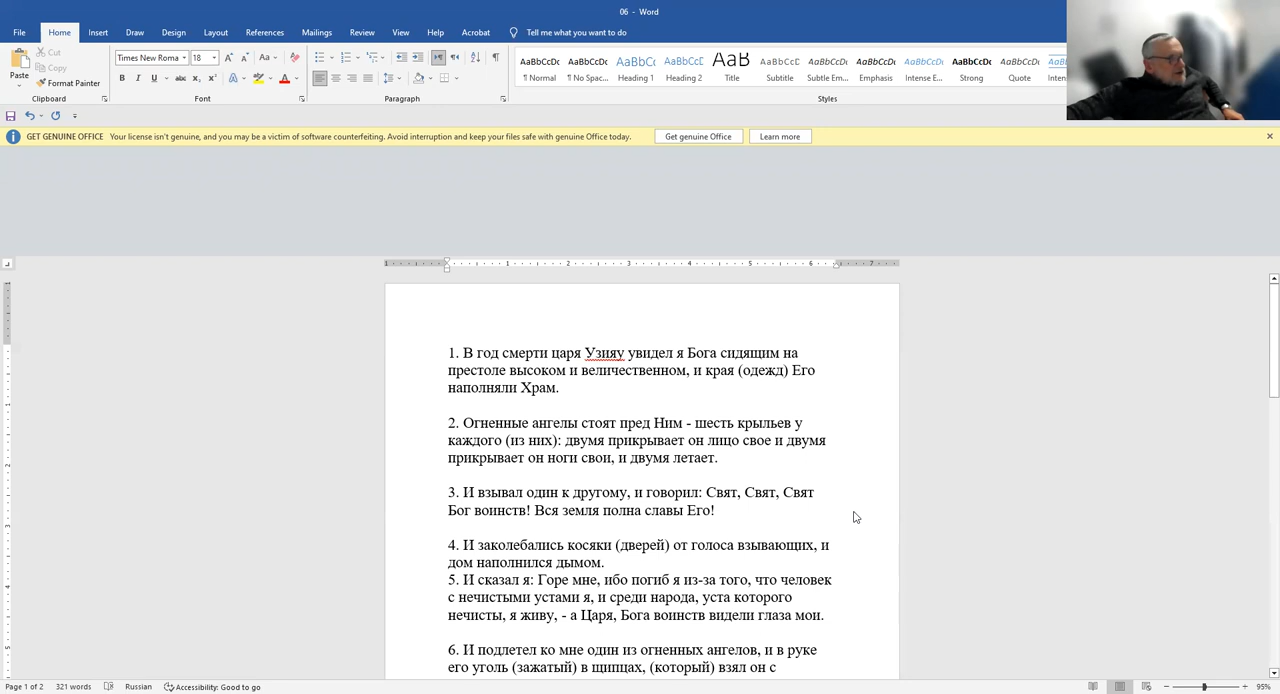 06 - Word
File Home Insert Draw Design Layout References Mailings Review View Help Acrobat Tell me what you want to do
Paste
Cut
Copy
Format Painter
Clipboard
Times New Roma 18
Font
Paragraph
AaBbCcDc AaBbCcDc AaBbCc AaBbCcD AaB AaBbCcD AaBbCcDc AaBbCcDc AaBbCcDc AaBbCcDc AaBbCcDc
¶ Normal ¶ No Spac... Heading 1 Heading 2 Title Subtitle Subtle Em... Emphasis Intense E... Strong Quote
Styles
GET GENUINE OFFICE Your license isn't genuine, and you may be a victim of software counterfeiting. Avoid interruption and keep your files safe with genuine Office today. Get genuine Office Learn more
1 1 2 3 4 5 6 7
1. В год смерти царя Узияу увидел я Бога сидящим на
престоле высоком и величественном, и края (одежд) Его
наполняли Храм.
2. Огненные ангелы стоят пред Ним - шесть крыльев у
каждого (из них): двумя прикрывает он лицо свое и двумя
прикрывает он ноги свои, и двумя летает.
3. И взывал один к другому, и говорил: Свят, Свят, Свят
Бог воинств! Вся земля полна славы Его!
4. И заколебались косяки (дверей) от голоса взывающих, и
дом наполнился дымом.
5. И сказал я: Горе мне, ибо погиб я из-за того, что человек
с нечистыми устами я, и среди народа, уста которого
нечисты, я живу, - а Царя, Бога воинств видели глаза мои.
6. И подлетел ко мне один из огненных ангелов, и в руке
его уголь (зажатый) в щипцах, (который) взял он с
Page 1 of 2 321 words Russian Accessibility: Good to go 95%